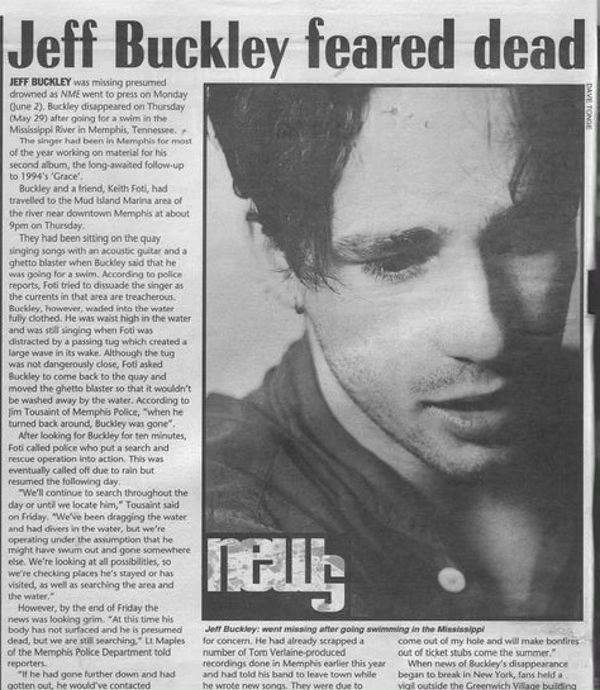 Jeff Buckley feared dead
JEFF BUCKLEY was missing presumed
drowned as NME went to press on Monday
(June 2). Buckley disappeared on Thursday
(May 29) after going for a swim in the
Mississippi River in Memphis, Tennessee.
The singer had been in Memphis for most
of the year working on material for his
second album, the long-awaited follow-up
to 1994's 'Grace'.
Buckley and a friend, Keith Foti, had
travelled to the Mud Island Marina area of
the river near downtown Memphis at about
9pm on Thursday.
They had been sitting on the quay
singing songs with an acoustic guitar and a
ghetto blaster when Buckley said that he
was going for a swim. According to police
reports, Foti tried to dissuade the singer as
the currents in that area are treacherous.
Buckley, however, waded into the water
fully clothed. He was waist high in the water
and was still singing when Foti was
distracted by a passing tug which created a
large wave in its wake. Although the tug
was not dangerously close, Foti asked
Buckley to come back to the quay and
moved the ghetto blaster so that it wouldn't
be washed away by the water. According to
Jim Tousaint of Memphis Police, "when he
turned back around, Buckley was gone".
After looking for Buckley for ten minutes,
Foti called police who put a search and
rescue operation into action. This was
eventually called off due to rain but
resumed the following day.
"We'll continue to search throughout the
day or until we locate him," Tousaint said
on Friday. "We've been dragging the water
and had divers in the water, but we're
operating under the assumption that he
might have swum out and gone somewhere
else. We're looking at all possibilities, so
we're checking places he's stayed or has
visited, as well as searching the area and
the water."
However, by the end of Friday the
news was looking grim. "At this time his
body has not surfaced and he is presumed
dead, but we are still searching," Lt Maples
of the Memphis Police Department told
reporters.
"If he had gone further down and had
gotten out, he would've contacted
DAVE TONGE
news
Jeff Buckley: went missing after going swimming in the Mississippi
for concern. He had already scrapped a
number of Tom Verlaine-produced
recordings done in Memphis earlier this year
and had told his band to leave town while
he wrote new songs. They were due to
come out of my hole and will make bonfires
out of ticket stubs come the summer."
When news of Buckley's disappearance
began to break in New York, fans held a
vigil outside the Greenwich Village building